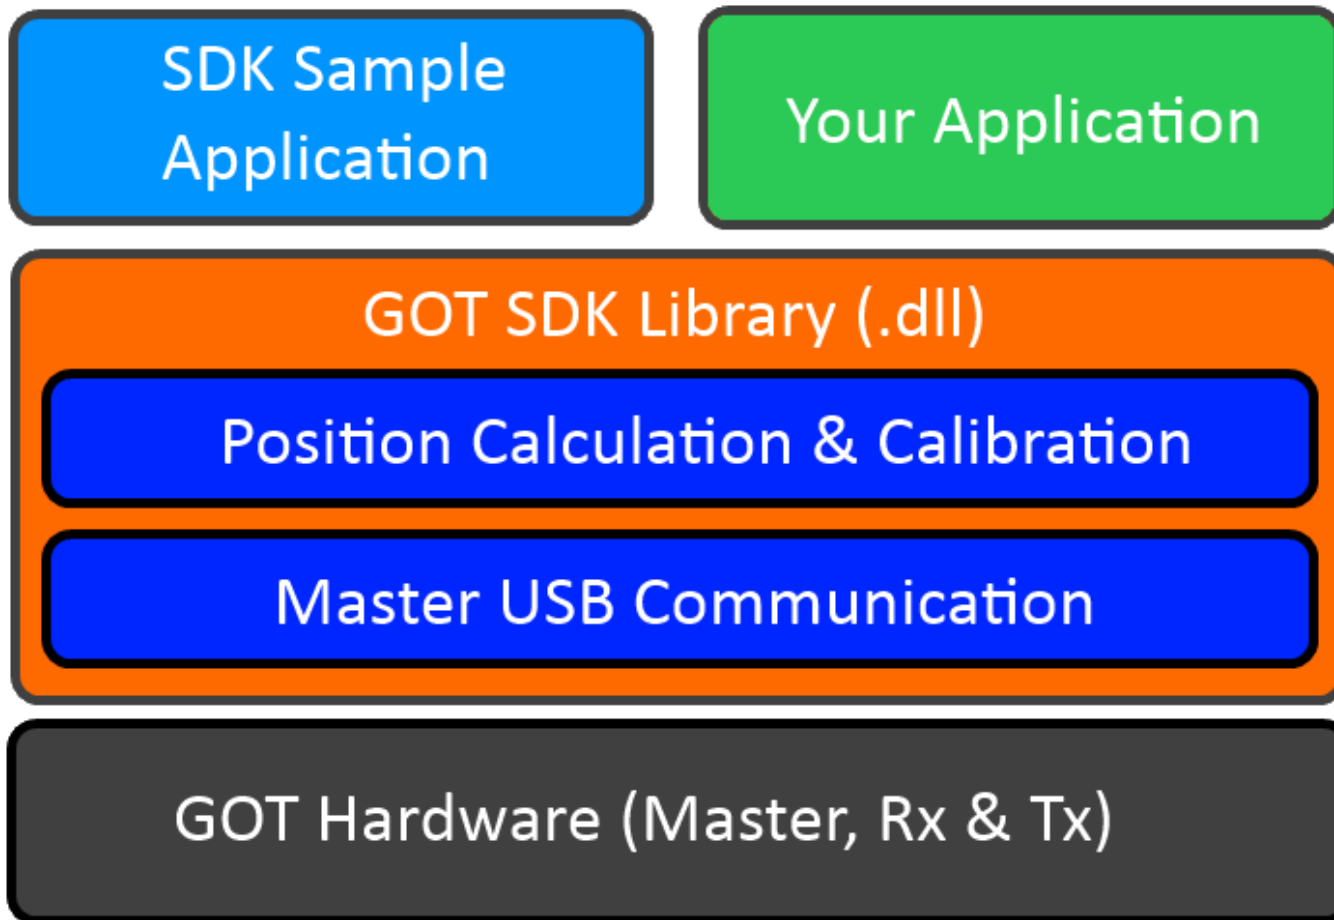 SDK Sample
Application
Your Application
GOT SDK Library (.dll)
Position Calculation & Calibration
Master USB Communication
GOT Hardware (Master, Rx & Tx)